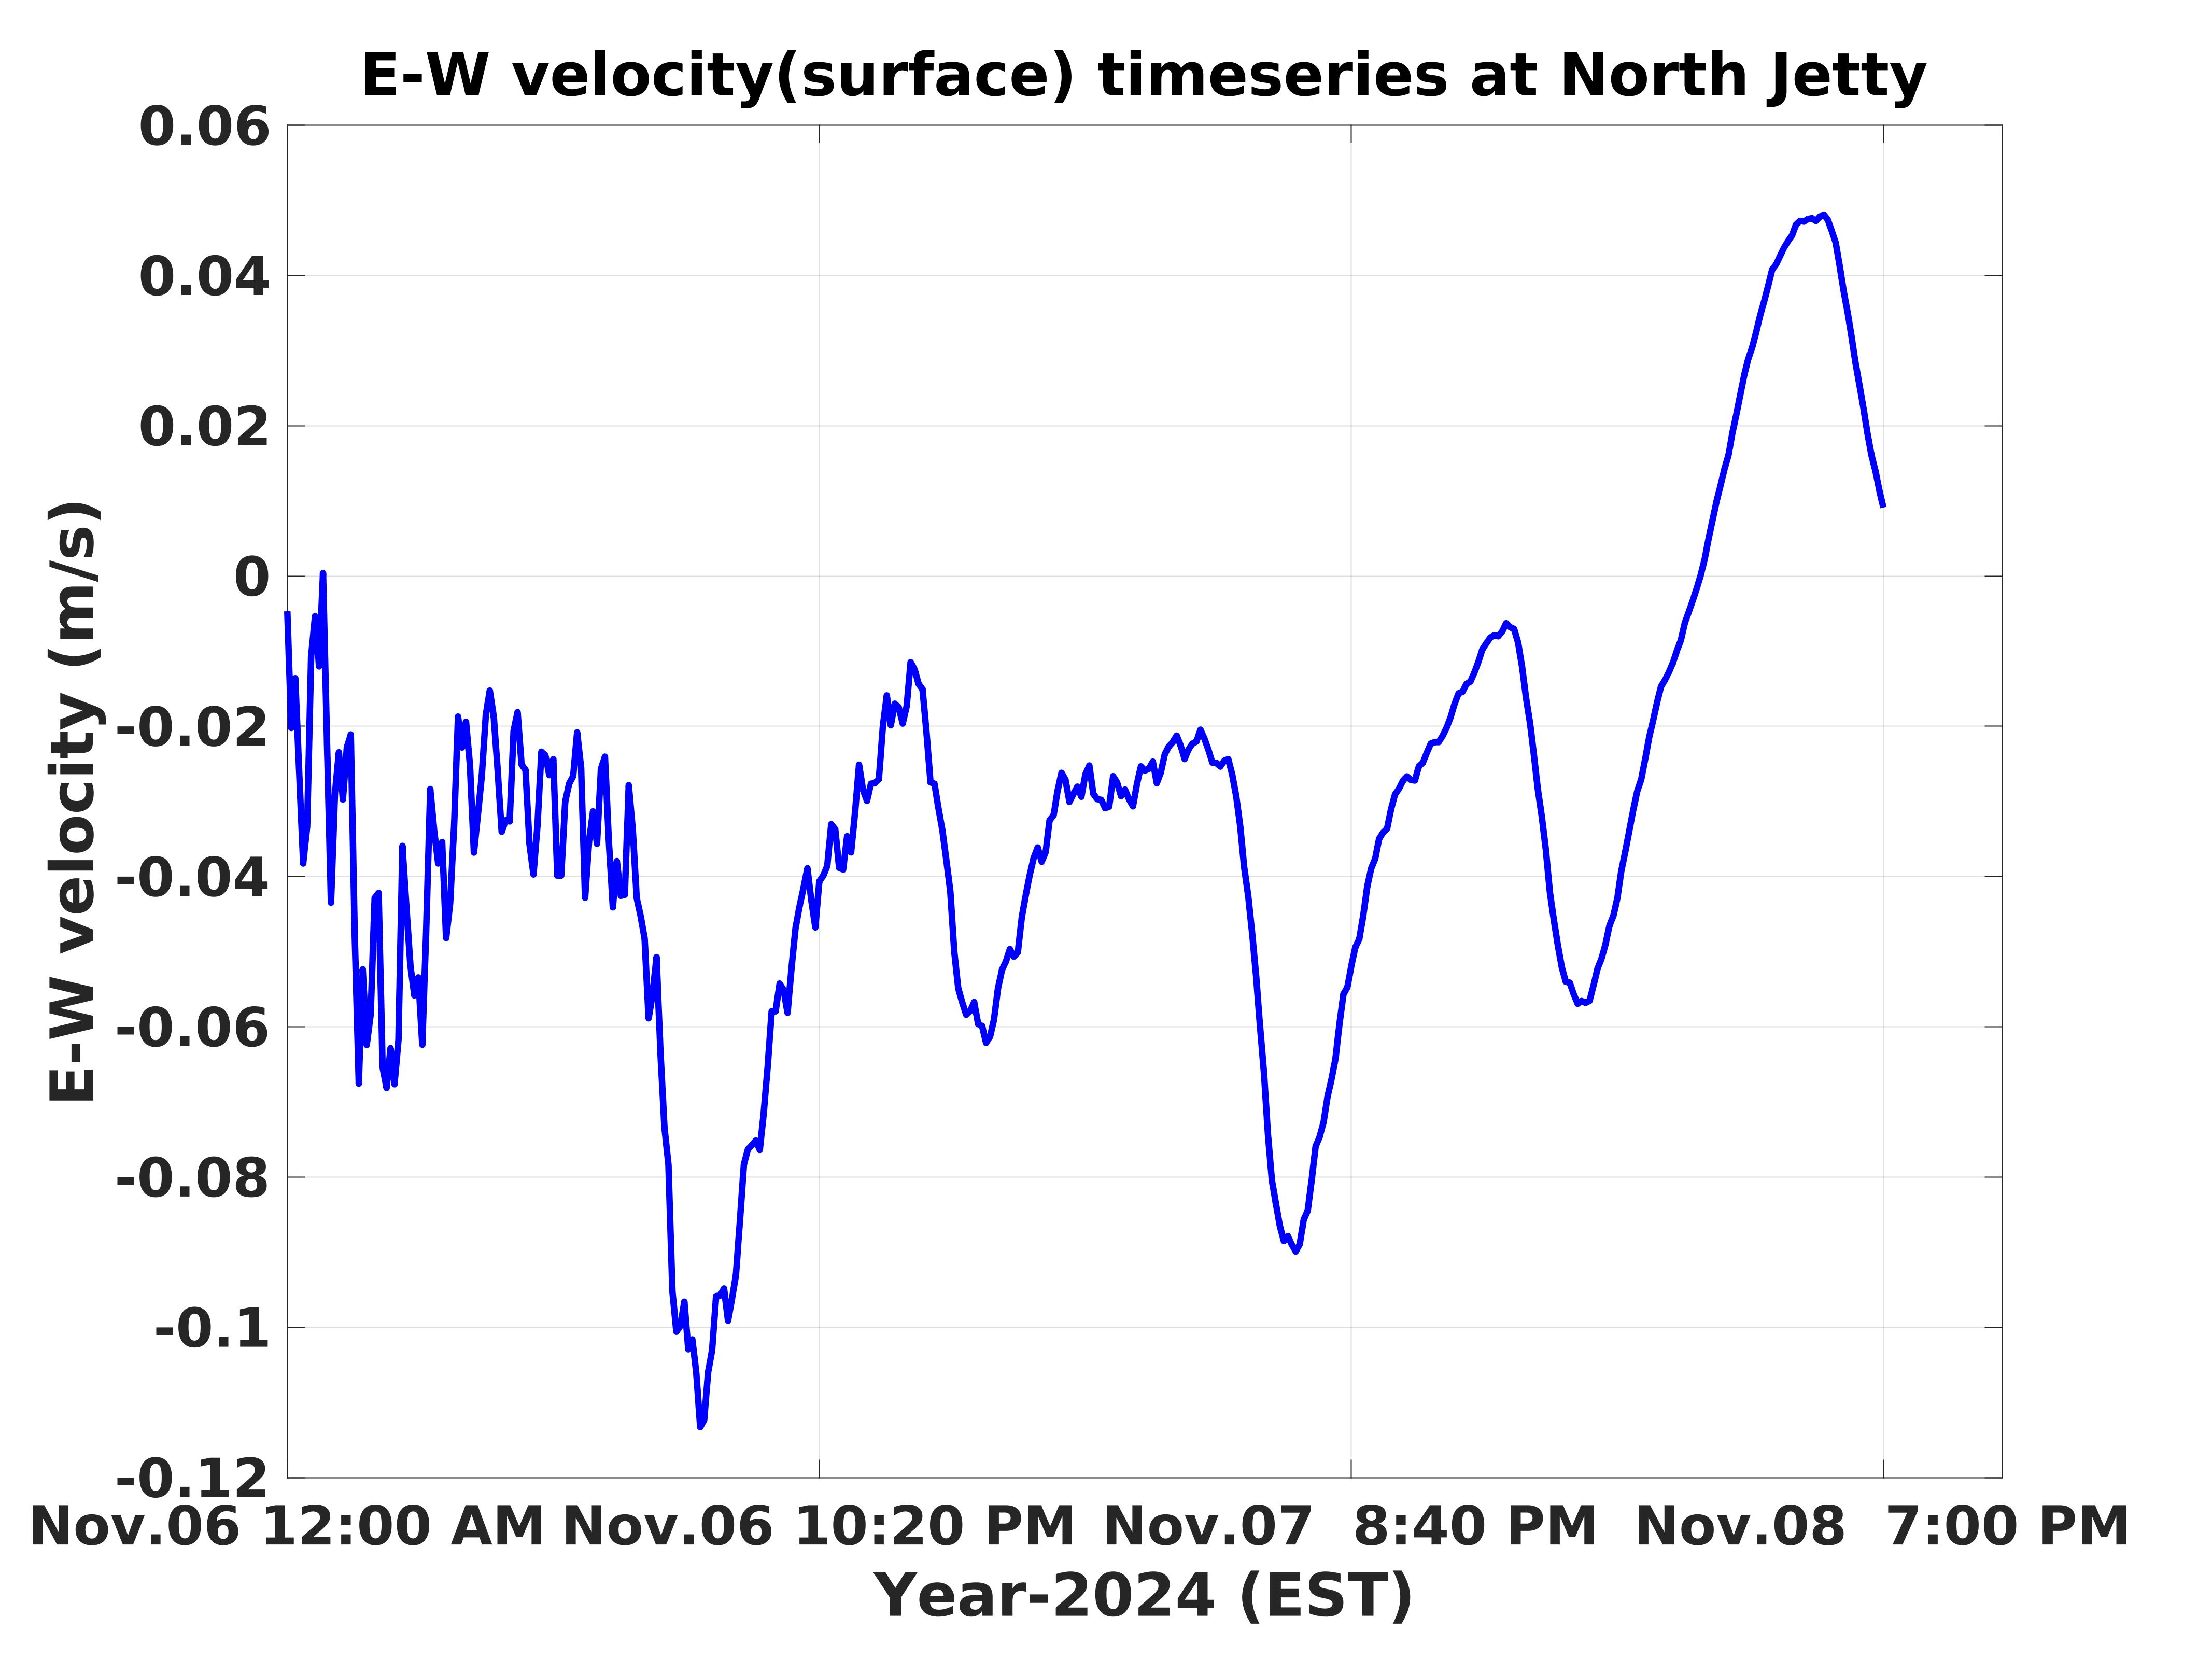 E-W velocity(surface) timeseries at North Jetty
0.06
0.04
0.02
0
-0.02
-0.04
-0.06
-0.08
-0.1
-0.12
E-W velocity (m/s)
Nov.06 12:00 AM Nov.06 10:20 PM Nov.07 8:40 PM Nov.08 7:00 PM
Year-2024 (EST)